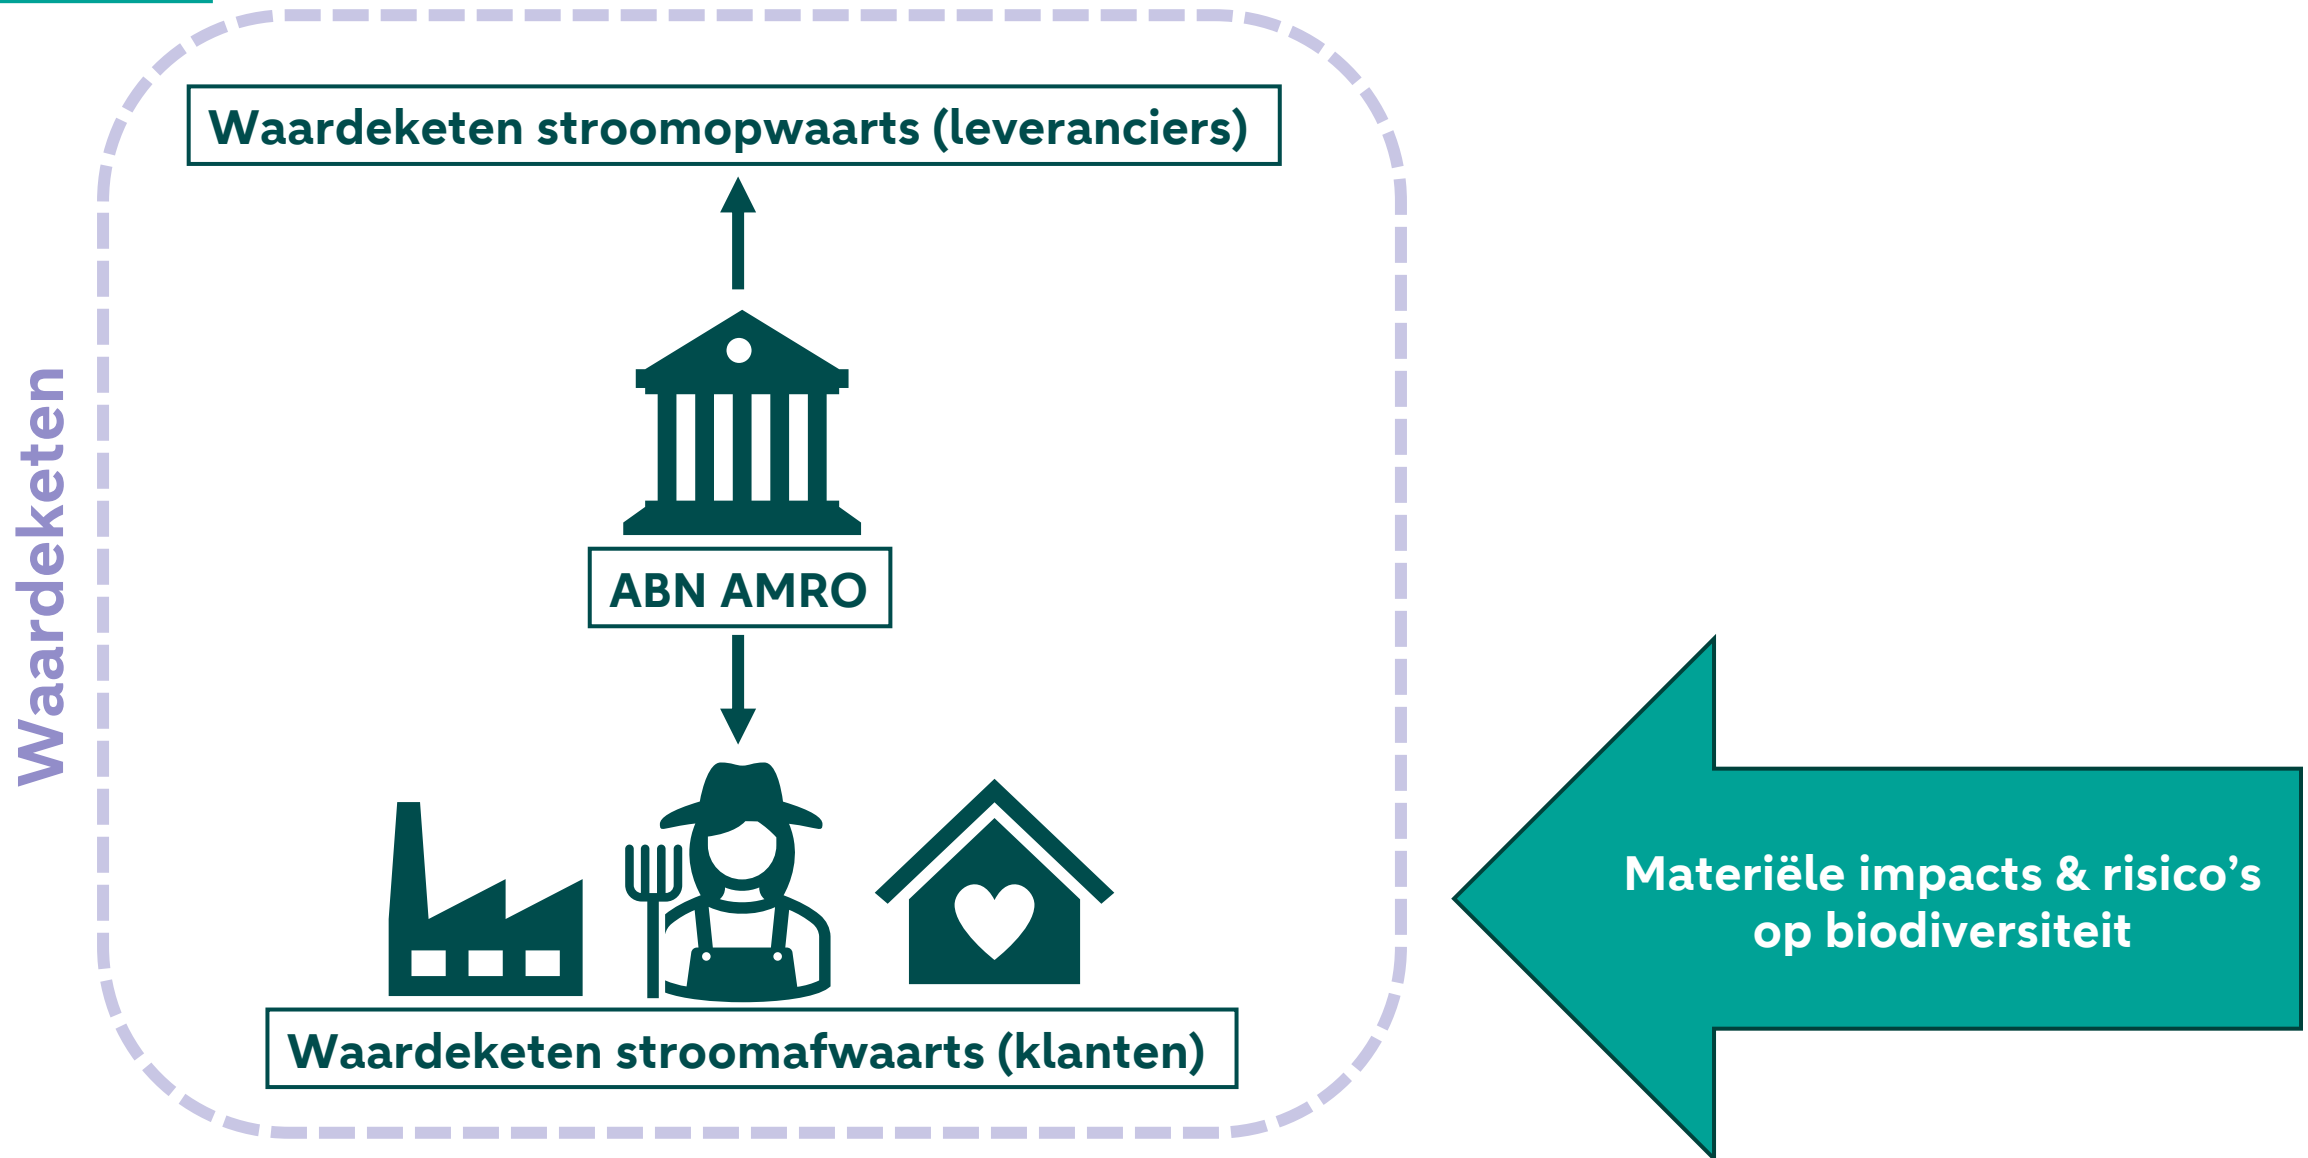 Waardeketen
Waardeketen stroomopwaarts (leveranciers)
ABN AMRO
Waardeketen stroomafwaarts (klanten)
Materiële impacts & risico’s
op biodiversiteit